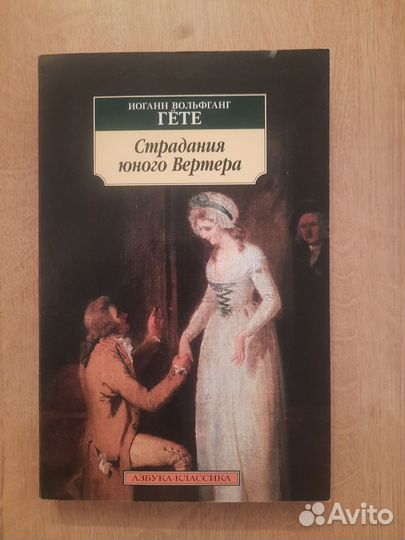 ИОГАНН ВОЛЬФГАНГ
ГЁТЕ
Страдания
юного Вертера
АЗБУКА-КЛАССИКА
Avito